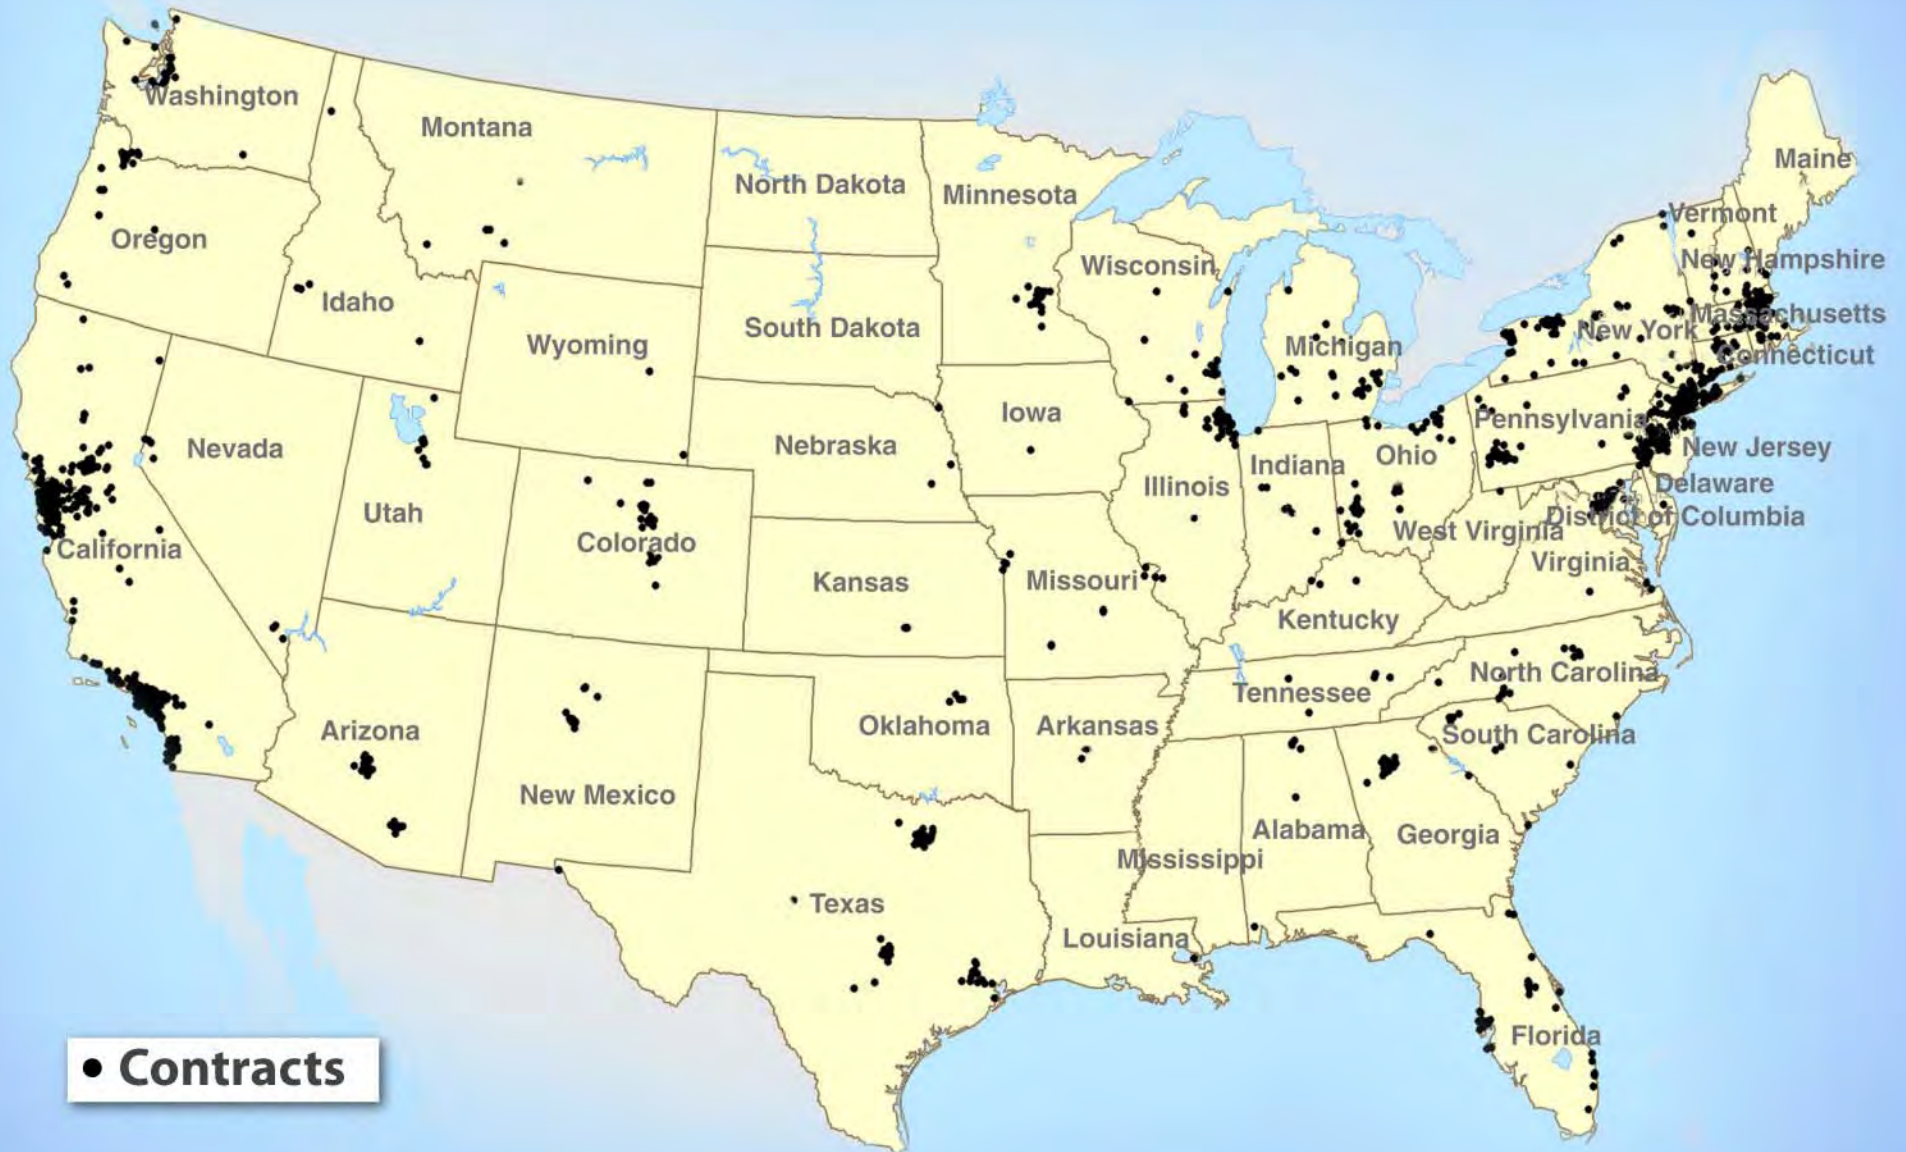 Washington
Montana
North Dakota
Minnesota
Maine
Vermont
Oregon
Idaho
Wisconsin
New Hampshire
Wyoming
South Dakota
Michigan
New York
Massachusetts
Connecticut
Nevada
Utah
Nebraska
Iowa
Illinois
Indiana
Ohio
Pennsylvania
New Jersey
Delaware
District of Columbia
California
Colorado
Kansas
Missouri
West Virginia
Virginia
Kentucky
Arizona
New Mexico
Oklahoma
Arkansas
Tennessee
North Carolina
South Carolina
Mississippi
Alabama
Georgia
Texas
Louisiana
Florida
Contracts